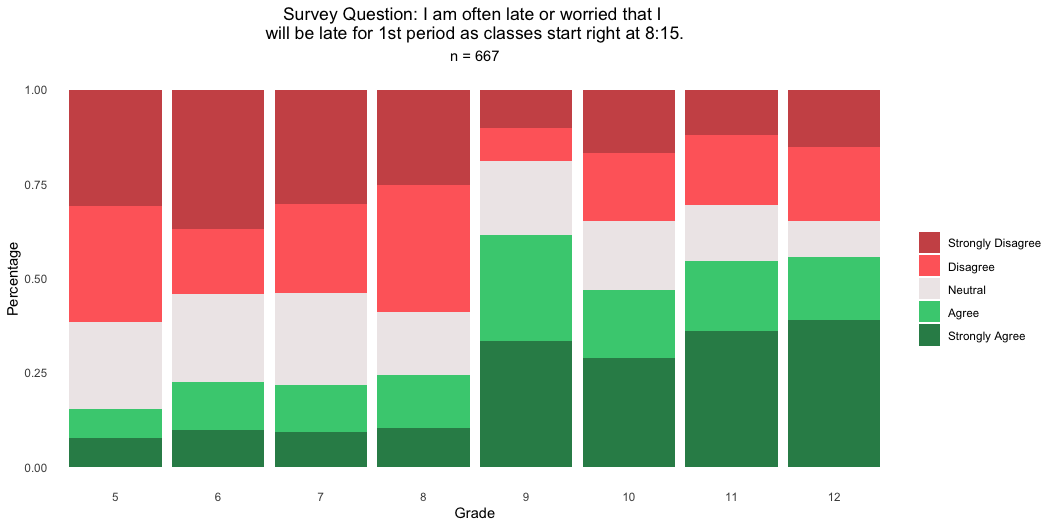 Survey Question: I am often late or worried that I
will be late for 1st period as classes start right at 8:15.
n = 667
1.00
0.75
0.50
0.25
0.00
Percentage
5 6 7 8 9 10 11 12
Grade
Strongly Disagree
Disagree
Neutral
Agree
Strongly Agree